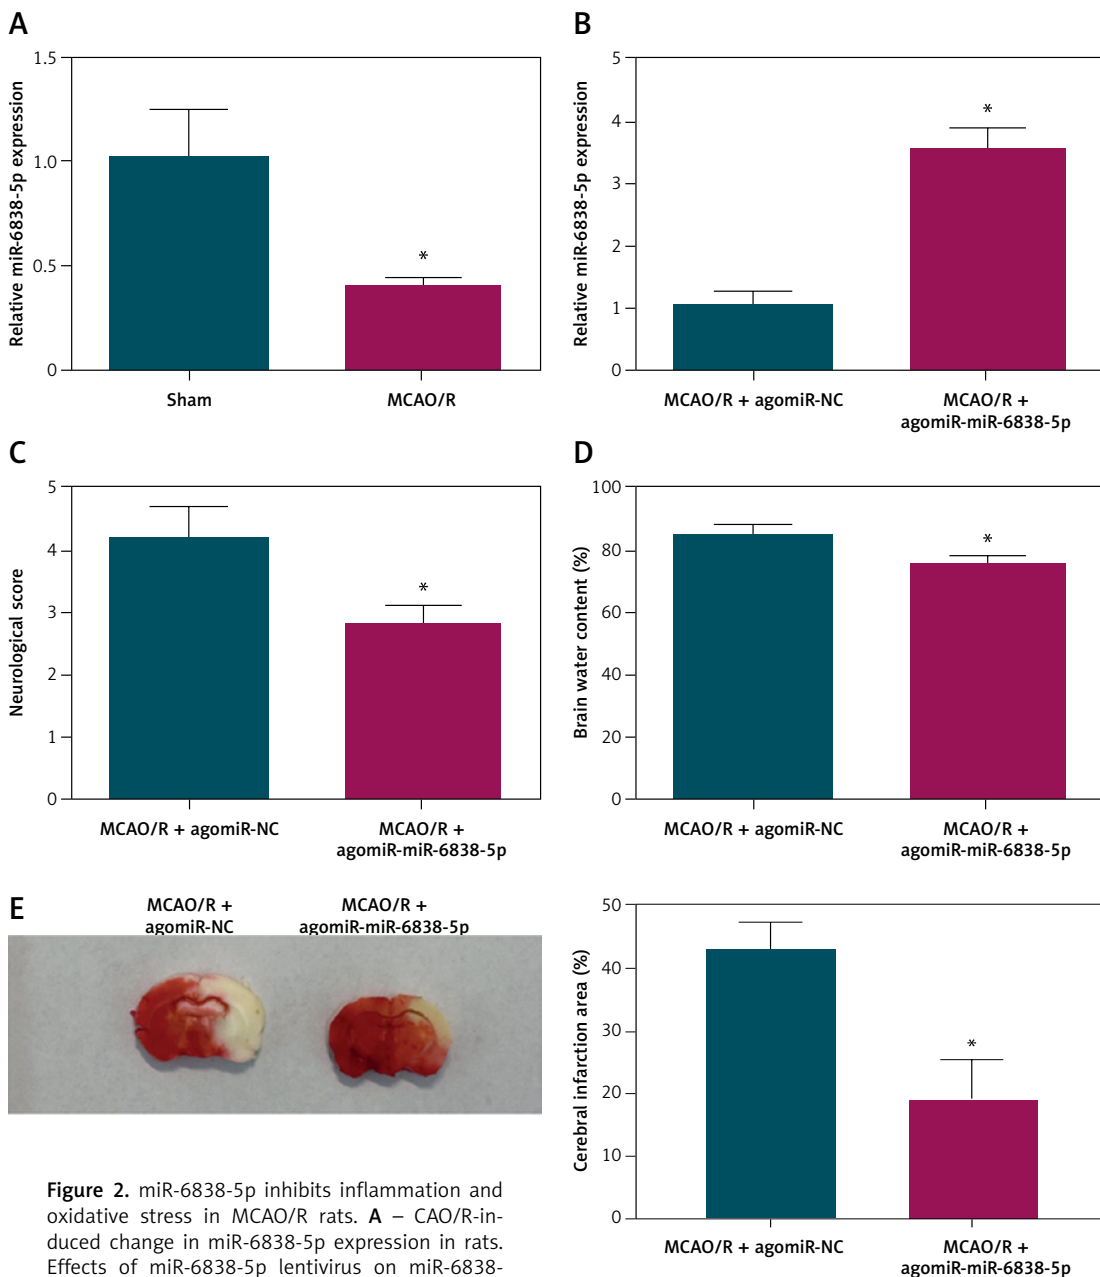 A
Relative miR-6838-5p expression
1.5
1.0
0.5
0
*
Sham
MCAO/R
B
Relative miR-6838-5p expression
5
4
3
2
1
0
*
MCAO/R + agomiR-NC
MCAO/R +
agomiR-miR-6838-5p
C
Neurological score
5
4
3
2
1
0
*
MCAO/R + agomiR-NC
MCAO/R +
agomiR-miR-6838-5p
D
Brain water content (%)
100
80
60
40
20
0
*
MCAO/R + agomiR-NC
MCAO/R +
agomiR-miR-6838-5p
E
MCAO/R +
agomiR-NC
MCAO/R +
agomiR-miR-6838-5p
Cerebral infarction area (%)
50
40
30
20
10
0
*
MCAO/R + agomiR-NC
MCAO/R +
agomiR-miR-6838-5p
Figure 2. miR-6838-5p inhibits inflammation and
oxidative stress in MCAO/R rats. A – CAO/R-in-
duced change in miR-6838-5p expression in rats.
Effects of miR-6838-5p lentivirus on miR-6838-